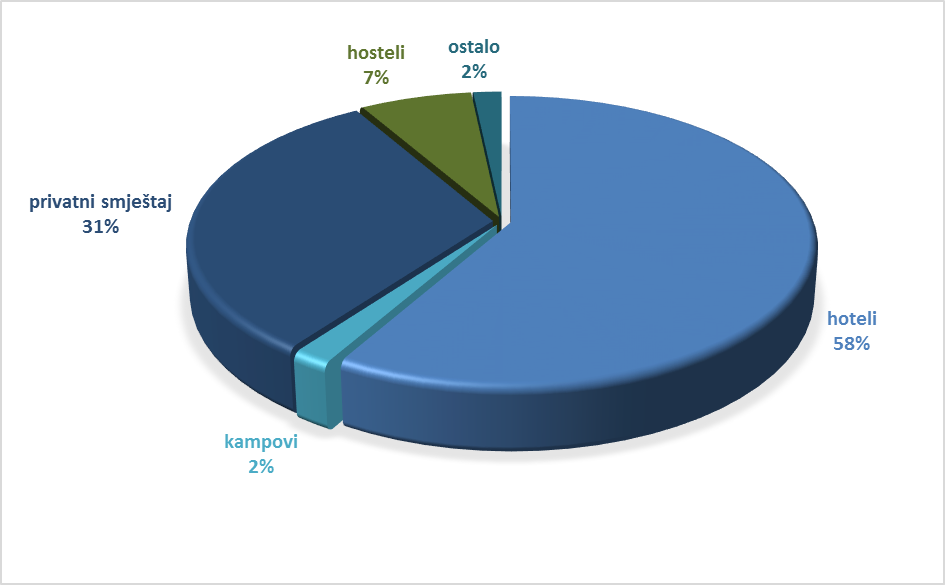 ostalo
2%
hosteli
7%
privatni smještaj
31%
hoteli
58%
kampovi
2%